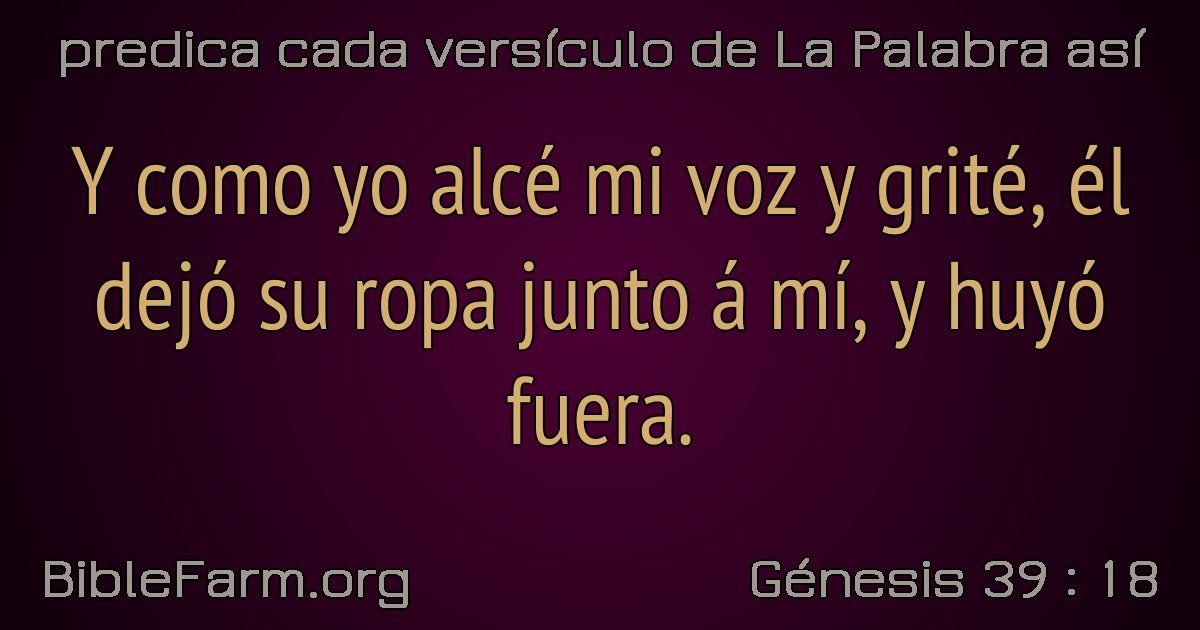 predica cada versículo de La Palabra así
Y como yo alcé mi voz y grité, él
dejó su ropa junto á mí, y huyó
fuera.
BibleFarm.org
Génesis 39 : 18